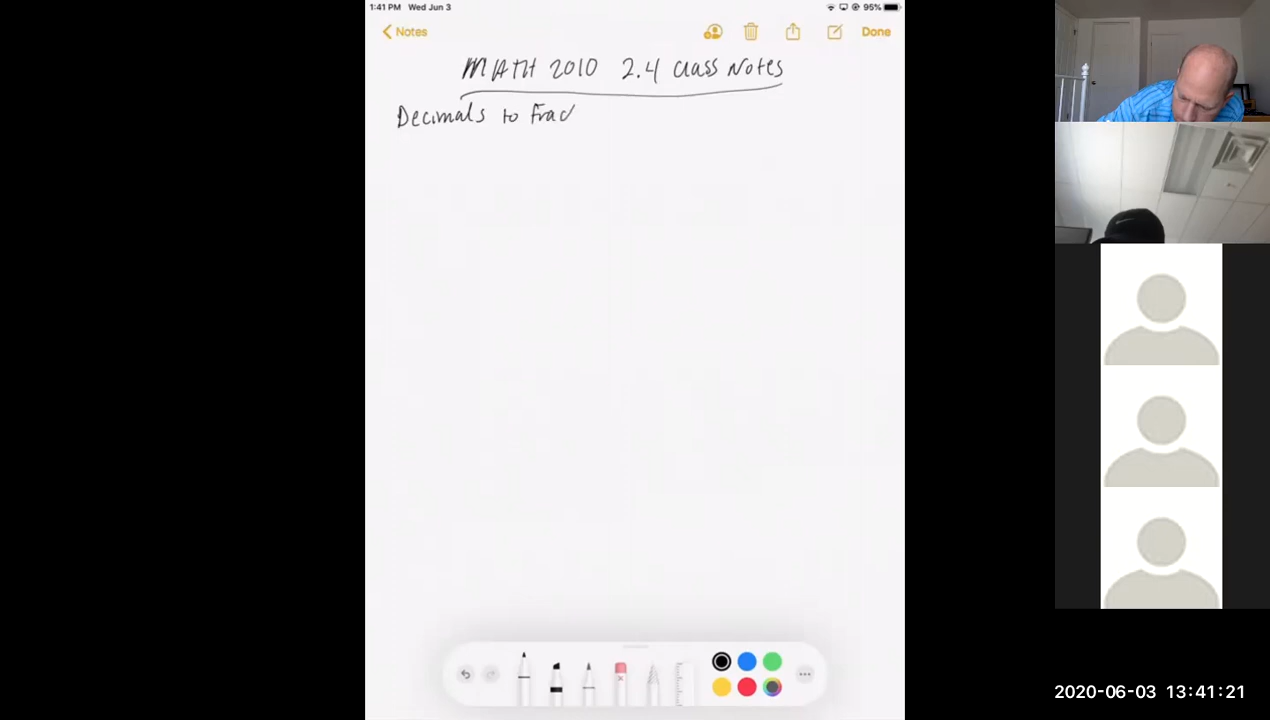 1:41 PM Wed Jun 3
95%
Notes
Done
MATH 2010 2.4 Class Notes
Decimals to Frac
2020-06-03 13:41:21